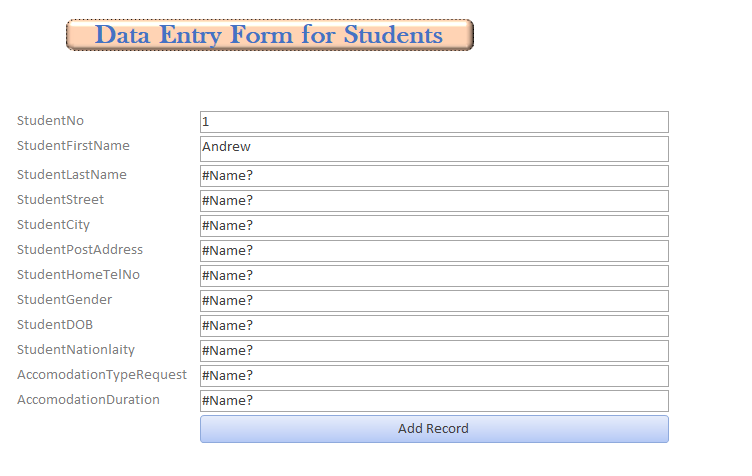 Data Entry Form for Students
StudentNo 1
StudentFirstName Andrew
StudentLastName #Name?
StudentStreet #Name?
StudentCity #Name?
StudentPostAddress #Name?
StudentHomeTelNo #Name?
StudentGender #Name?
StudentDOB #Name?
StudentNationlaity #Name?
AccomodationTypeRequest #Name?
AccomodationDuration #Name?
Add Record